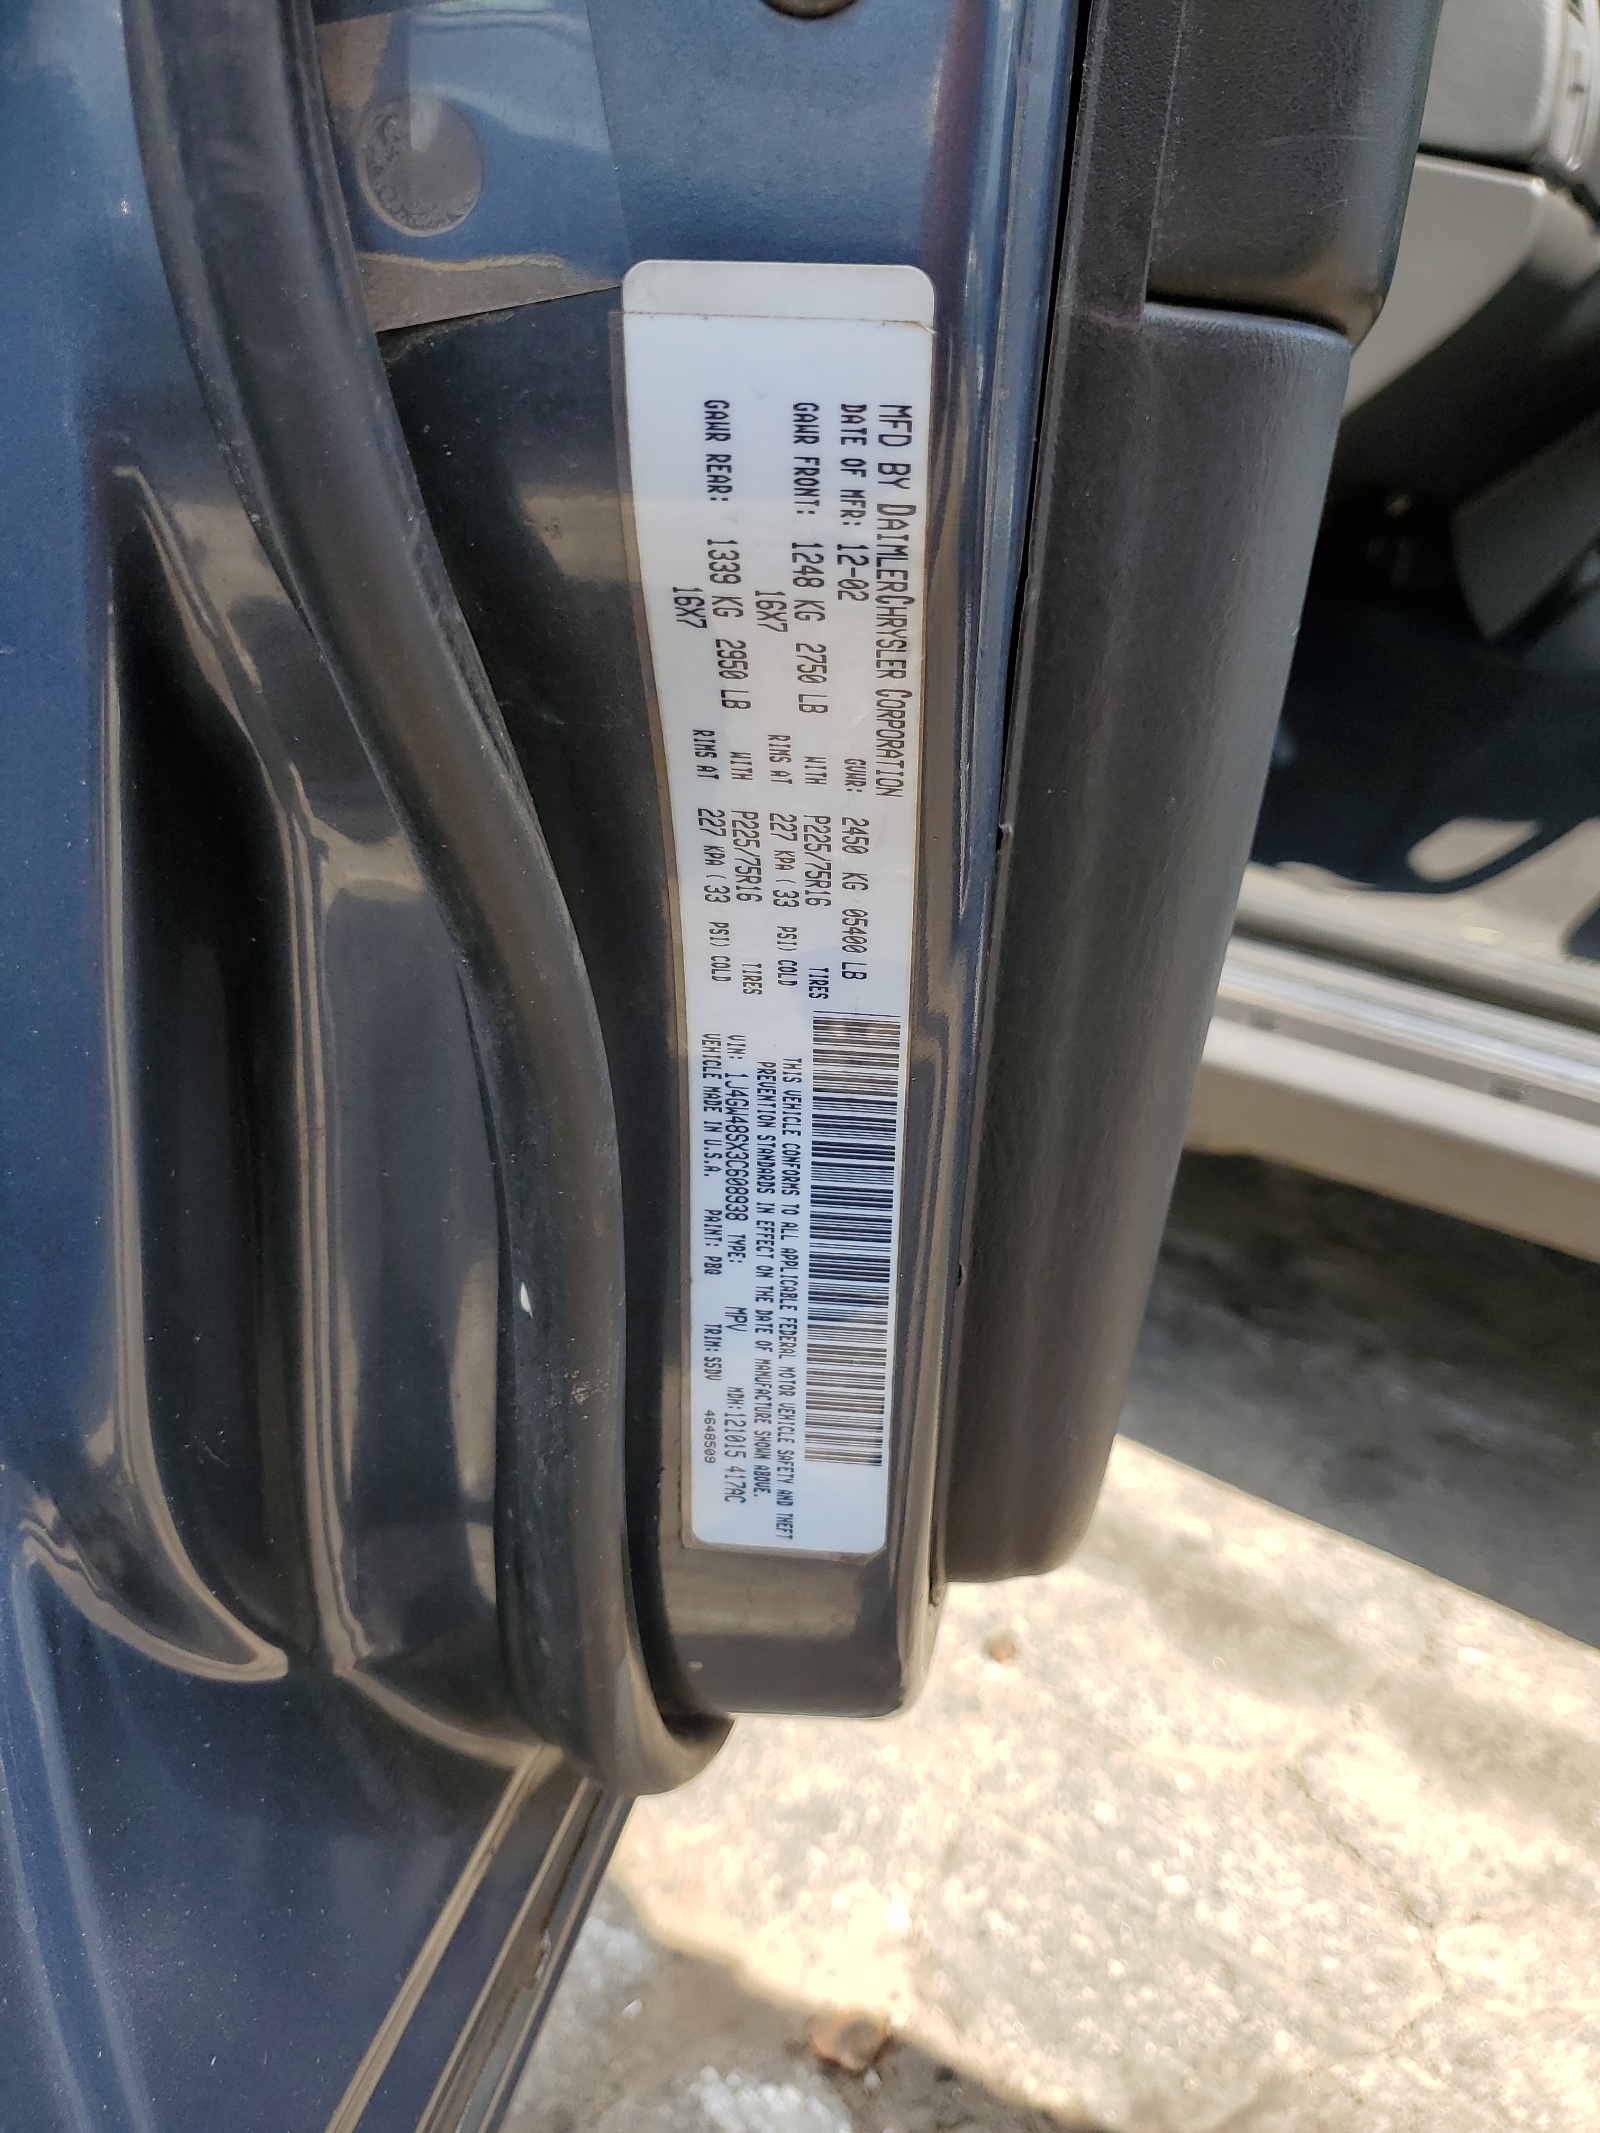 MFD BY DAIMLERCHRYSLER CORPORATION
DATE OF MFR: 12-02 GVWR: 2450 KG 05400 LB
GAWR FRONT: 1248 KG 2750 LB WITH P225/75R16 TIRES
16X7 RIMS AT 227 KPA ( 33 PSI) COLD
GAWR REAR: 1339 KG 2950 LB WITH P225/75R16 TIRES
16X7 RIMS AT 227 KPA ( 33 PSI) COLD
THIS VEHICLE CONFORMS TO ALL APPLICABLE FEDERAL MOTOR VEHICLE SAFETY AND THEFT
PREVENTION STANDARDS IN EFFECT ON THE DATE OF MANUFACTURE SHOWN ABOVE.
VIN: 1J4GW48SX3C608938 TYPE: MPV MDH:121015 417AC
VEHICLE MADE IN U.S.A. PAINT: PBQ TRIM: S5DV 4648509